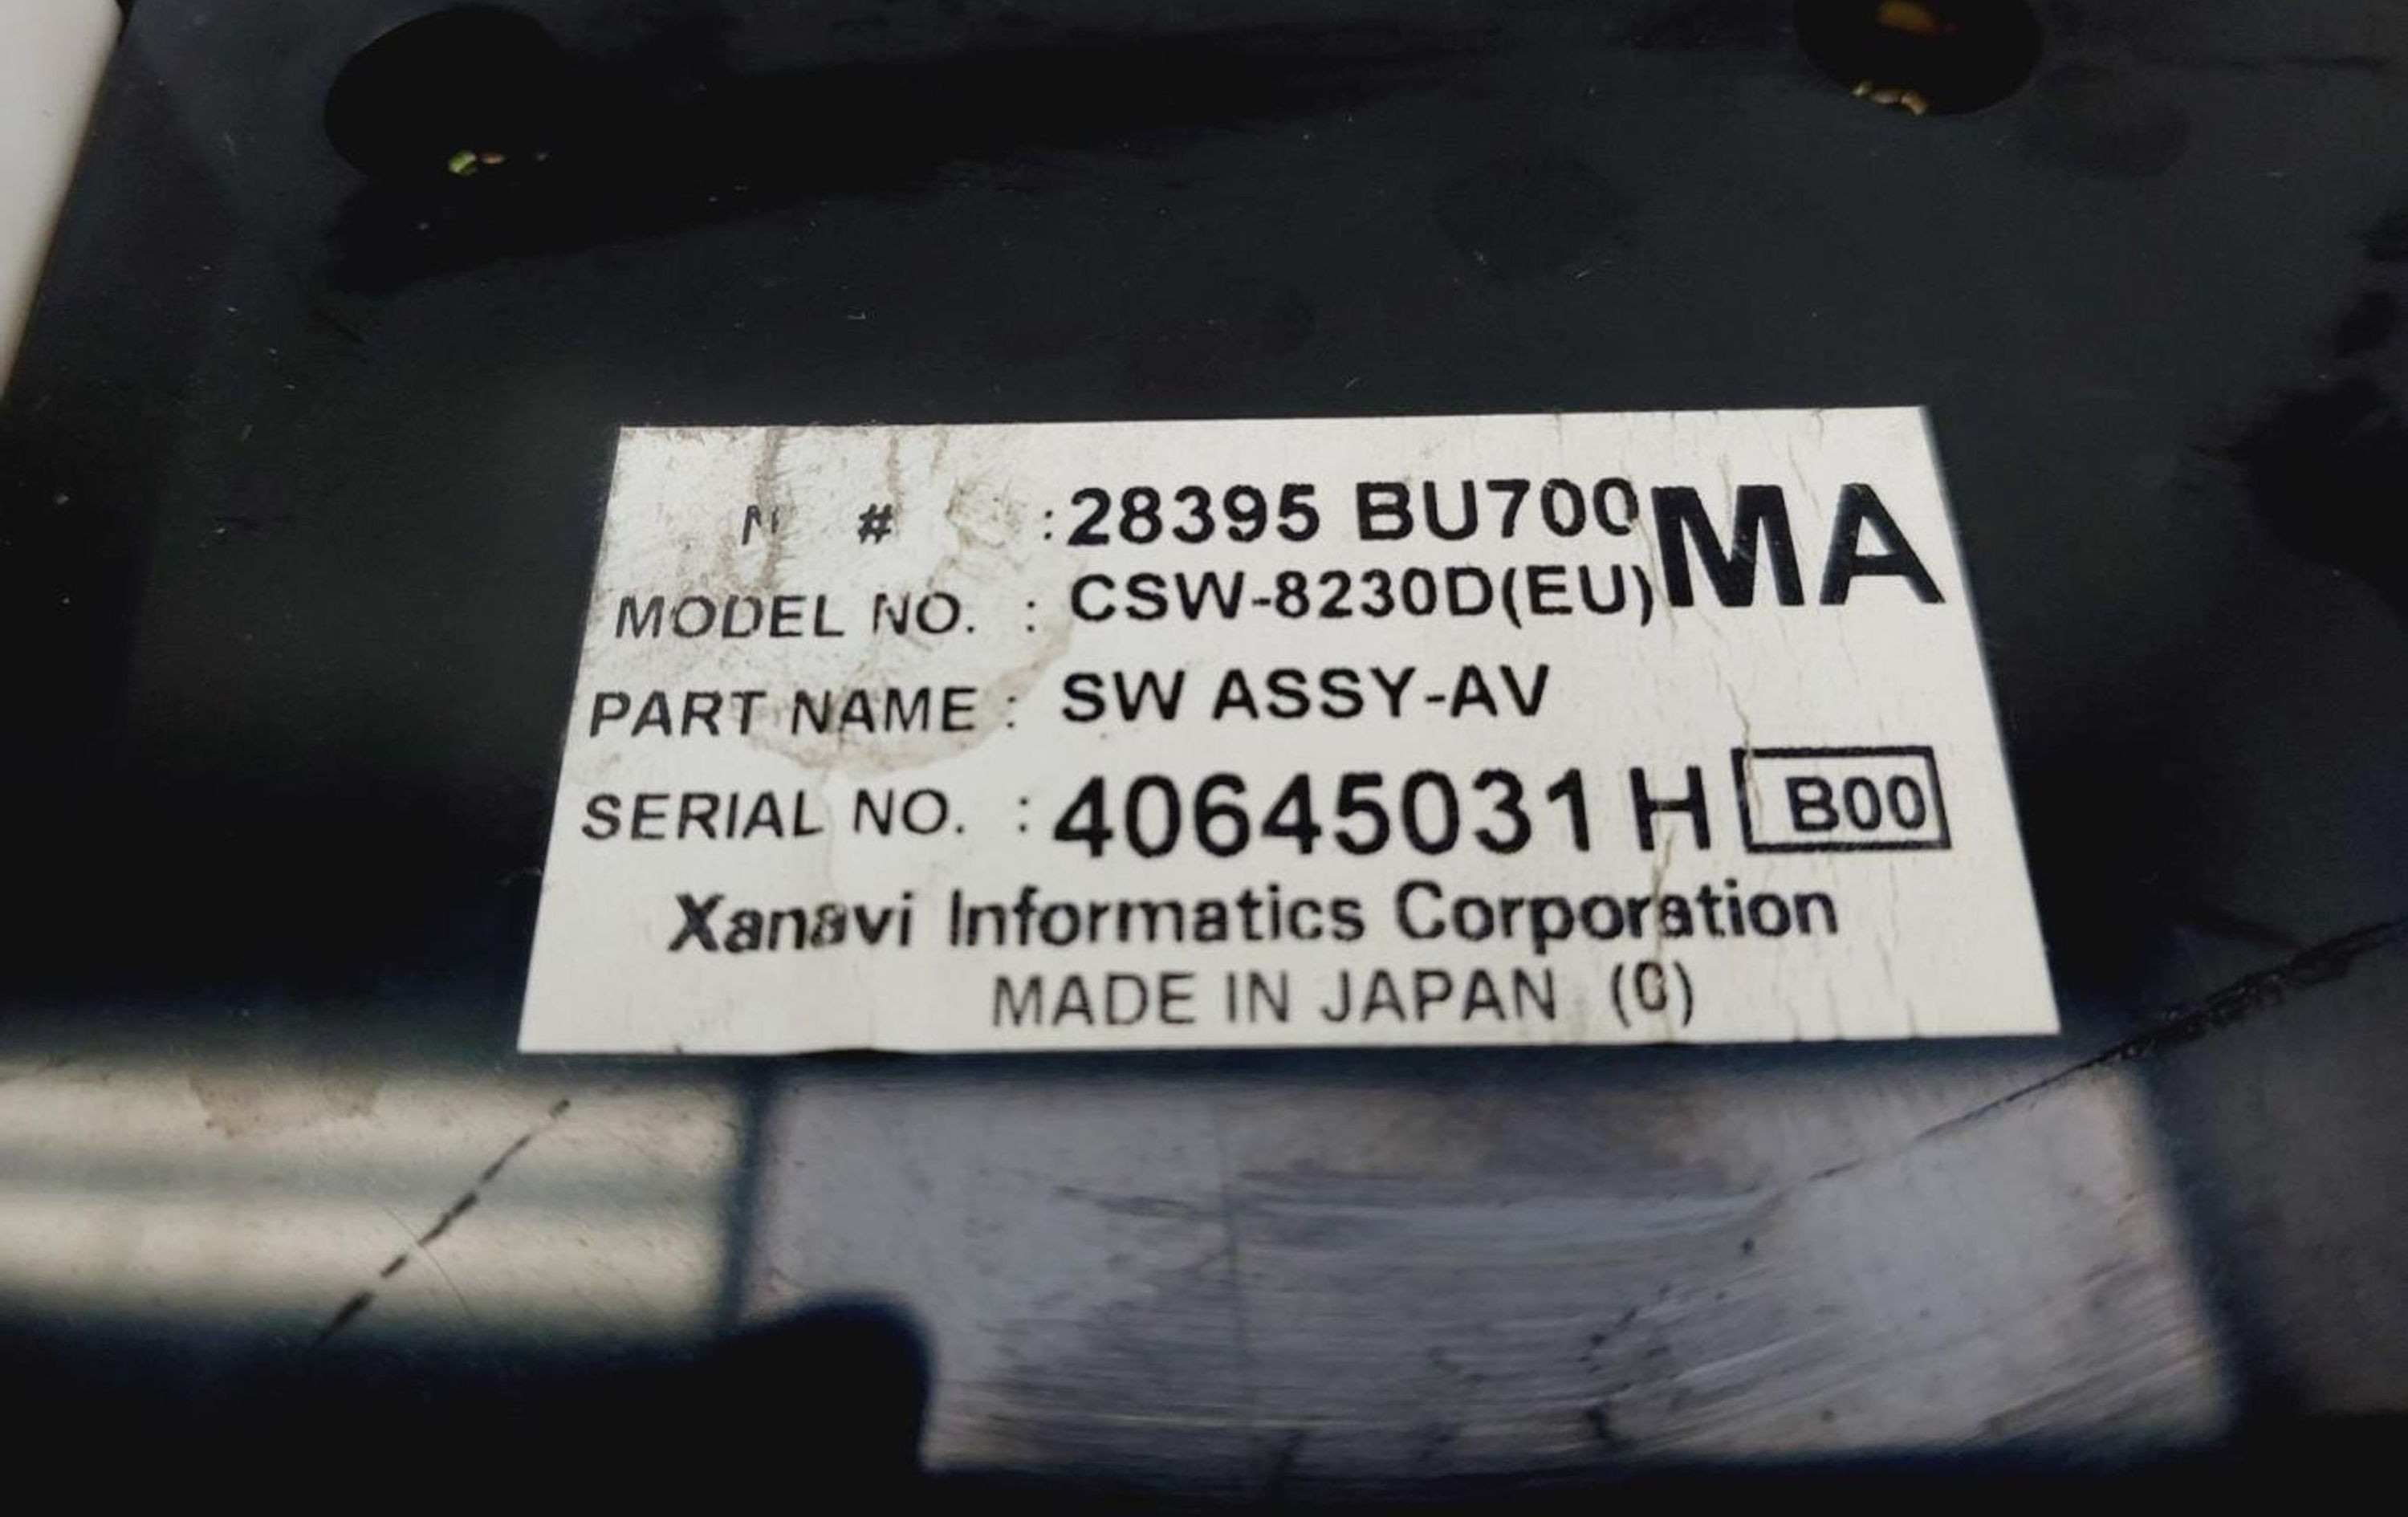 N # : 28395 BU700 MA
MODEL NO. : CSW-8230D(EU)
PART NAME : SW ASSY-AV
SERIAL NO. : 40645031 H B00
Xanavi Informatics Corporation
MADE IN JAPAN